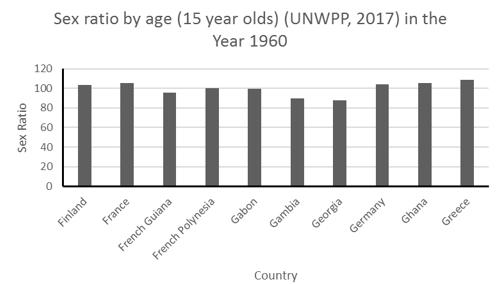 Sex ratio by age (15 year olds) (UNWPP, 2017) in the
Year 1960
120
100
80
60
40
20
0
Sex Ratio
Finland
France
French Guiana
French Polynesia
Gabon
Gambia
Georgia
Germany
Ghana
Greece
Country